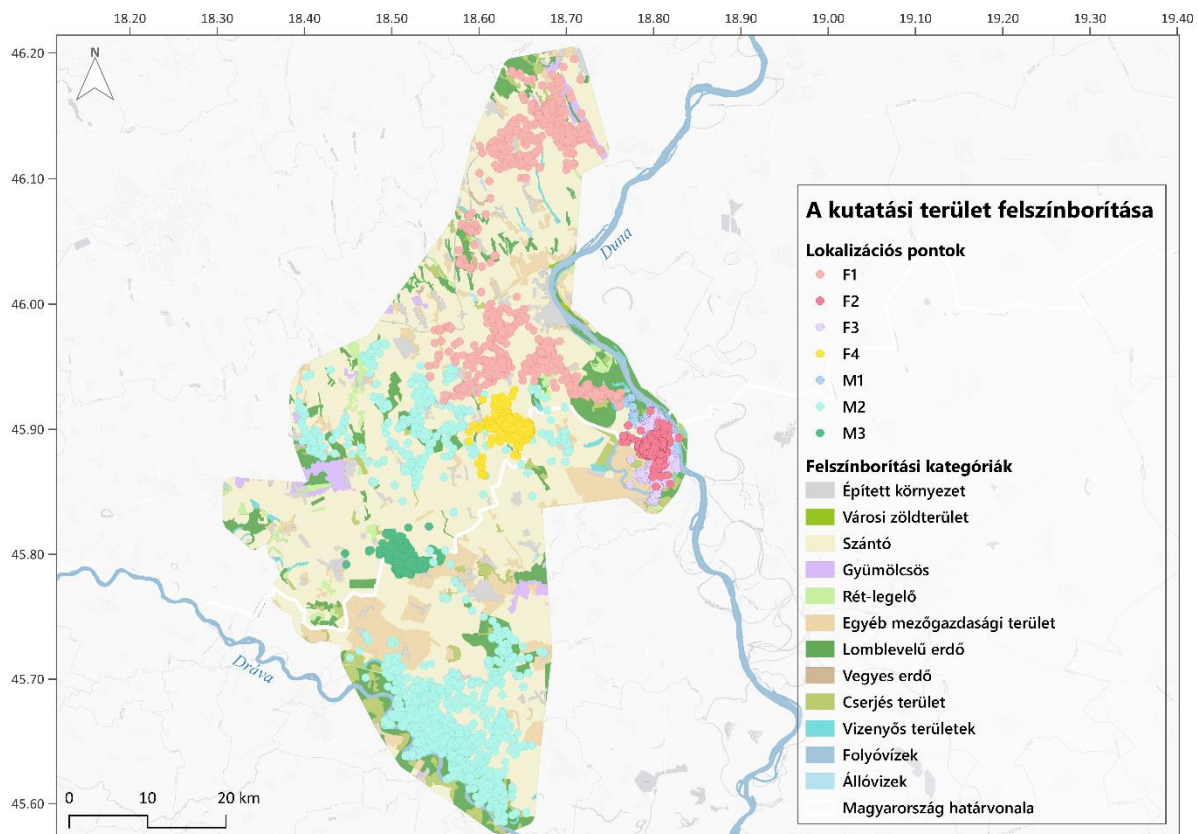 18.20 18.30 18.40 18.50 18.60 18.70 18.80 18.90 19.00 19.10 19.20 19.30 19.40
46.20
46.10
46.00
45.90
45.80
45.70
45.60
N
Duna
Dráva
0 10 20 km
A kutatási terület felszínborítása
Lokalizációs pontok
F1
F2
F3
F4
M1
M2
M3
Felszínborítási kategóriák
Épített környezet
Városi zöldterület
Szántó
Gyümölcsös
Rét-legelő
Egyéb mezőgazdasági terület
Lomblevelű erdő
Vegyes erdő
Cserjés terület
Vizenyős területek
Folyóvízek
Állóvizek
Magyarország határvonala